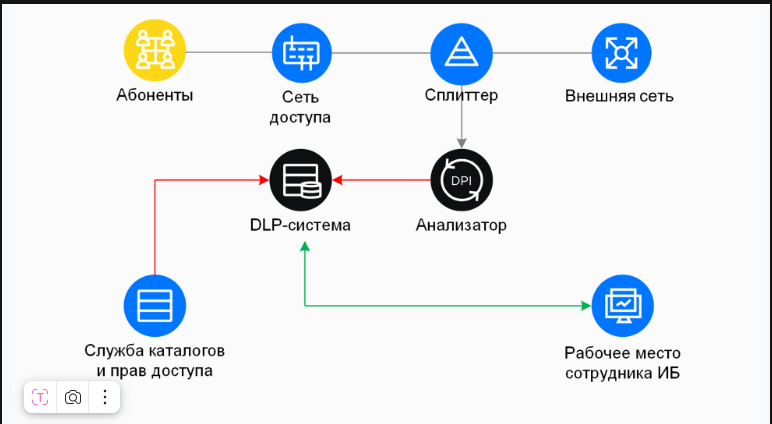 Абоненты
Сеть
доступа
Сплиттер
Внешняя сеть
DPI
DLP-система
Анализатор
Служба каталогов
и прав доступа
Рабочее место
сотрудника ИБ
T